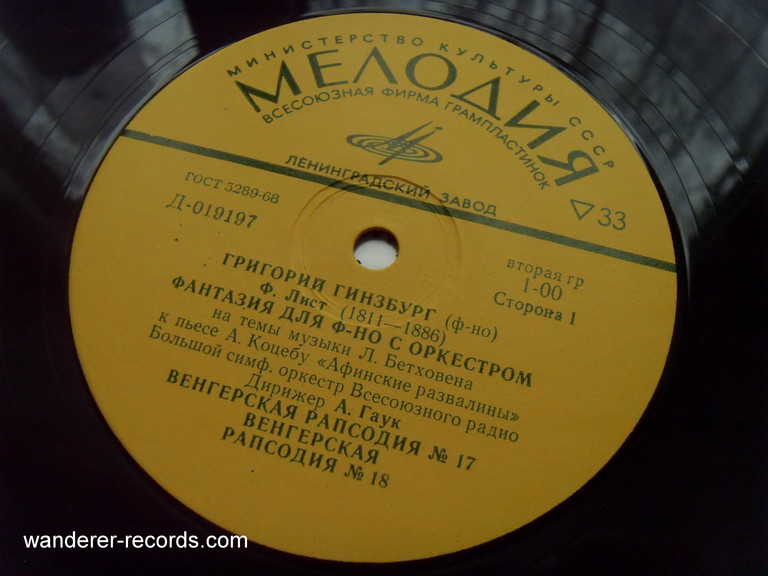 МИНИСТЕРСТВО КУЛЬТУРЫ СССР
МЕЛОДИЯ
ВСЕСОЮЗНАЯ ФИРМА ГРАМПЛАСТИНОК
ЛЕНИНГРАДСКИЙ ЗАВОД
ГОСТ 5289-68
33
Д-019197
вторая гр
1-00
Сторона 1
ГРИГОРИЙ ГИНЗБУРГ (ф-но)
Ф. Лист (1811—1886)
ФАНТАЗИЯ ДЛЯ Ф-НО С ОРКЕСТРОМ
на темы музыки Л. Бетховена
к пьесе А. Коцебу «Афинские развалины»
Большой симф. оркестр Всесоюзного радио
Дирижер А. Гаук
ВЕНГЕРСКАЯ РАПСОДИЯ № 17
ВЕНГЕРСКАЯ
РАПСОДИЯ № 18
wanderer-records.com